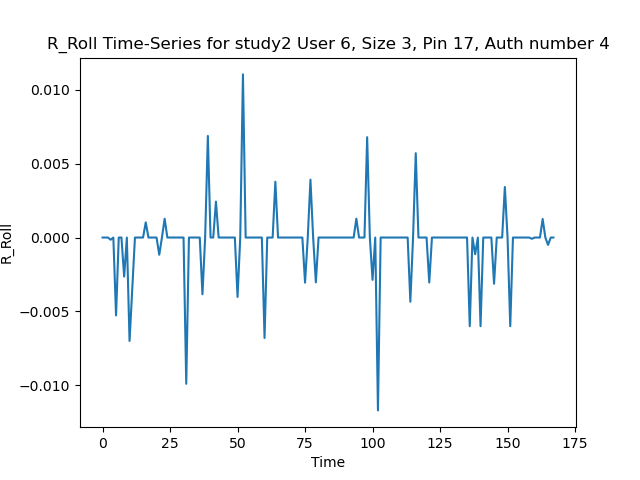 R_Roll Time-Series for study2 User 6, Size 3, Pin 17, Auth number 4
0.010
0.005
0.000
−0.005
−0.010
R_Roll
0 25 50 75 100 125 150 175
Time